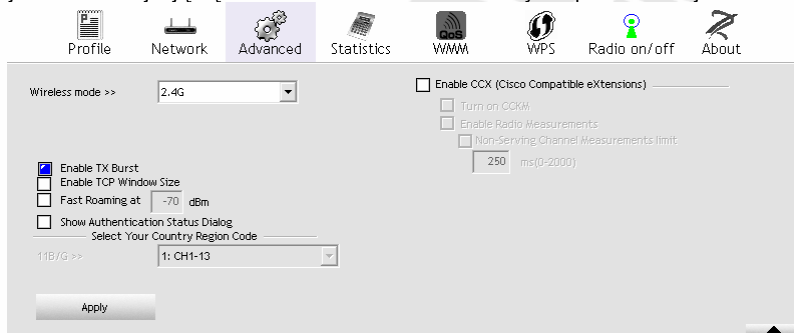 Profile Network Advanced Statistics QoS WMM WPS Radio on/off About
Wireless mode >> 2.4G
Enable CCX (Cisco Compatible eXtensions)
Turn on CCKM
Enable Radio Measurements
Non-Serving Channel Measurements limit
250 ms(0-2000)
Enable TX Burst
Enable TCP Window Size
Fast Roaming at -70 dBm
Show Authentication Status Dialog
Select Your Country Region Code
11B/G >> 1: CH1-13
Apply